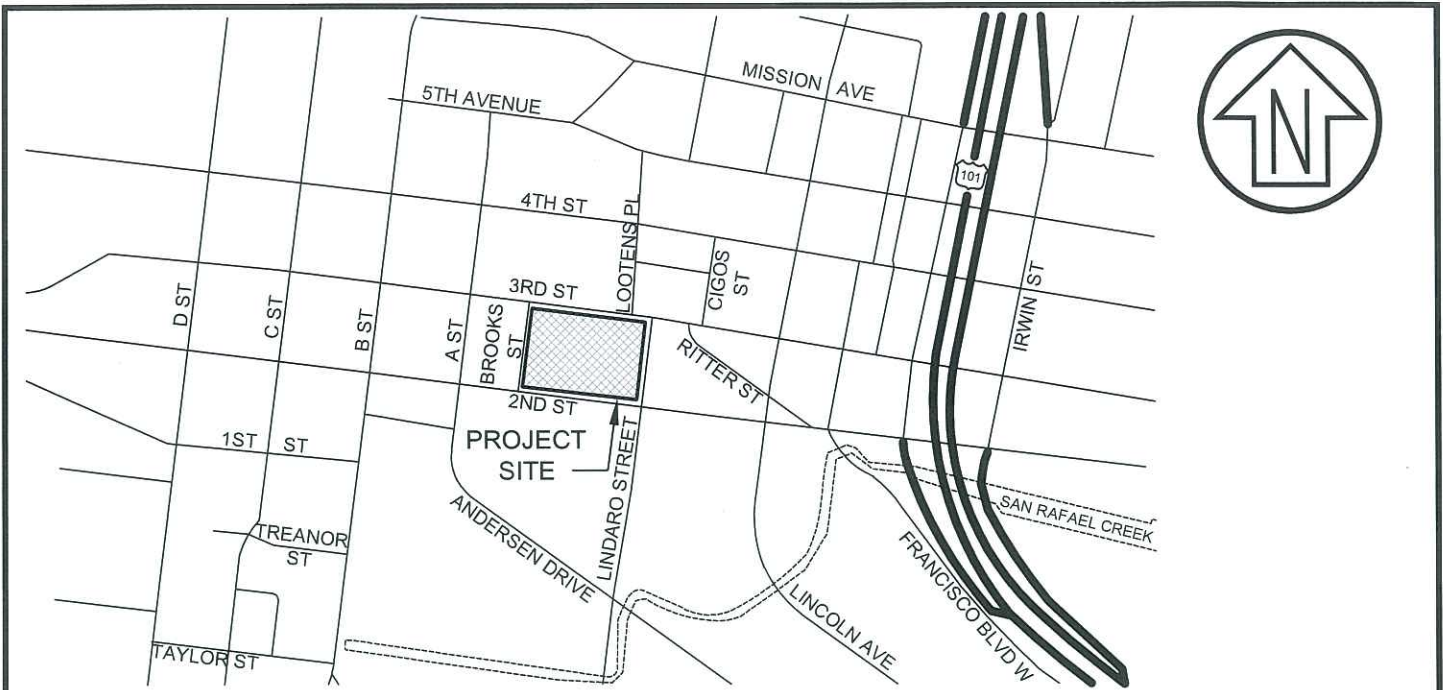 MISSION AVE
5TH AVENUE
N
101
4TH ST
LOOTENS PL
CIGOS
ST
3RD ST
IRWIN ST
D ST
C ST
B ST
A ST
BROOKS
ST
RITTER ST
2ND ST
1ST ST
PROJECT
SITE
LINDARO STREET
SAN RAFAEL CREEK
ANDERSEN DRIVE
TREANOR
ST
FRANCISCO BLVD W
LINCOLN AVE
TAYLOR ST